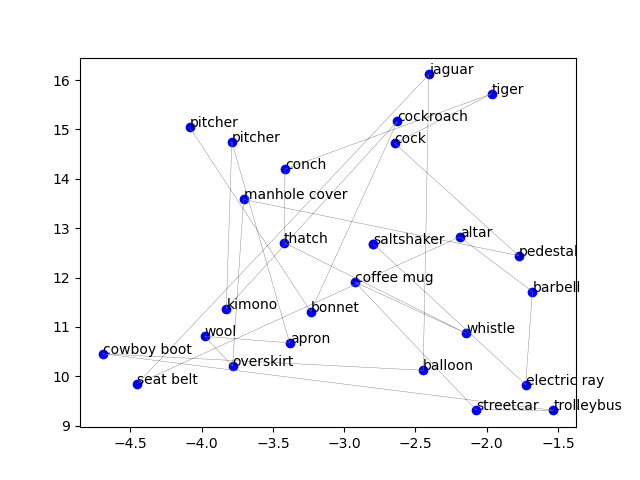 jaguar
16
tiger
cockroach
15
pitcher
pitcher
cock
conch
14
manhole cover
13
thatch
saltshaker
altar
pedestal
12
coffee mug
barbell
kimono
bonnet
11
wool
apron
whistle
cowboy boot
overskirt
balloon
10
seat belt
electric ray
streetcar
trolleybus
9
−4.5
−4.0
−3.5
−3.0
−2.5
−2.0
−1.5